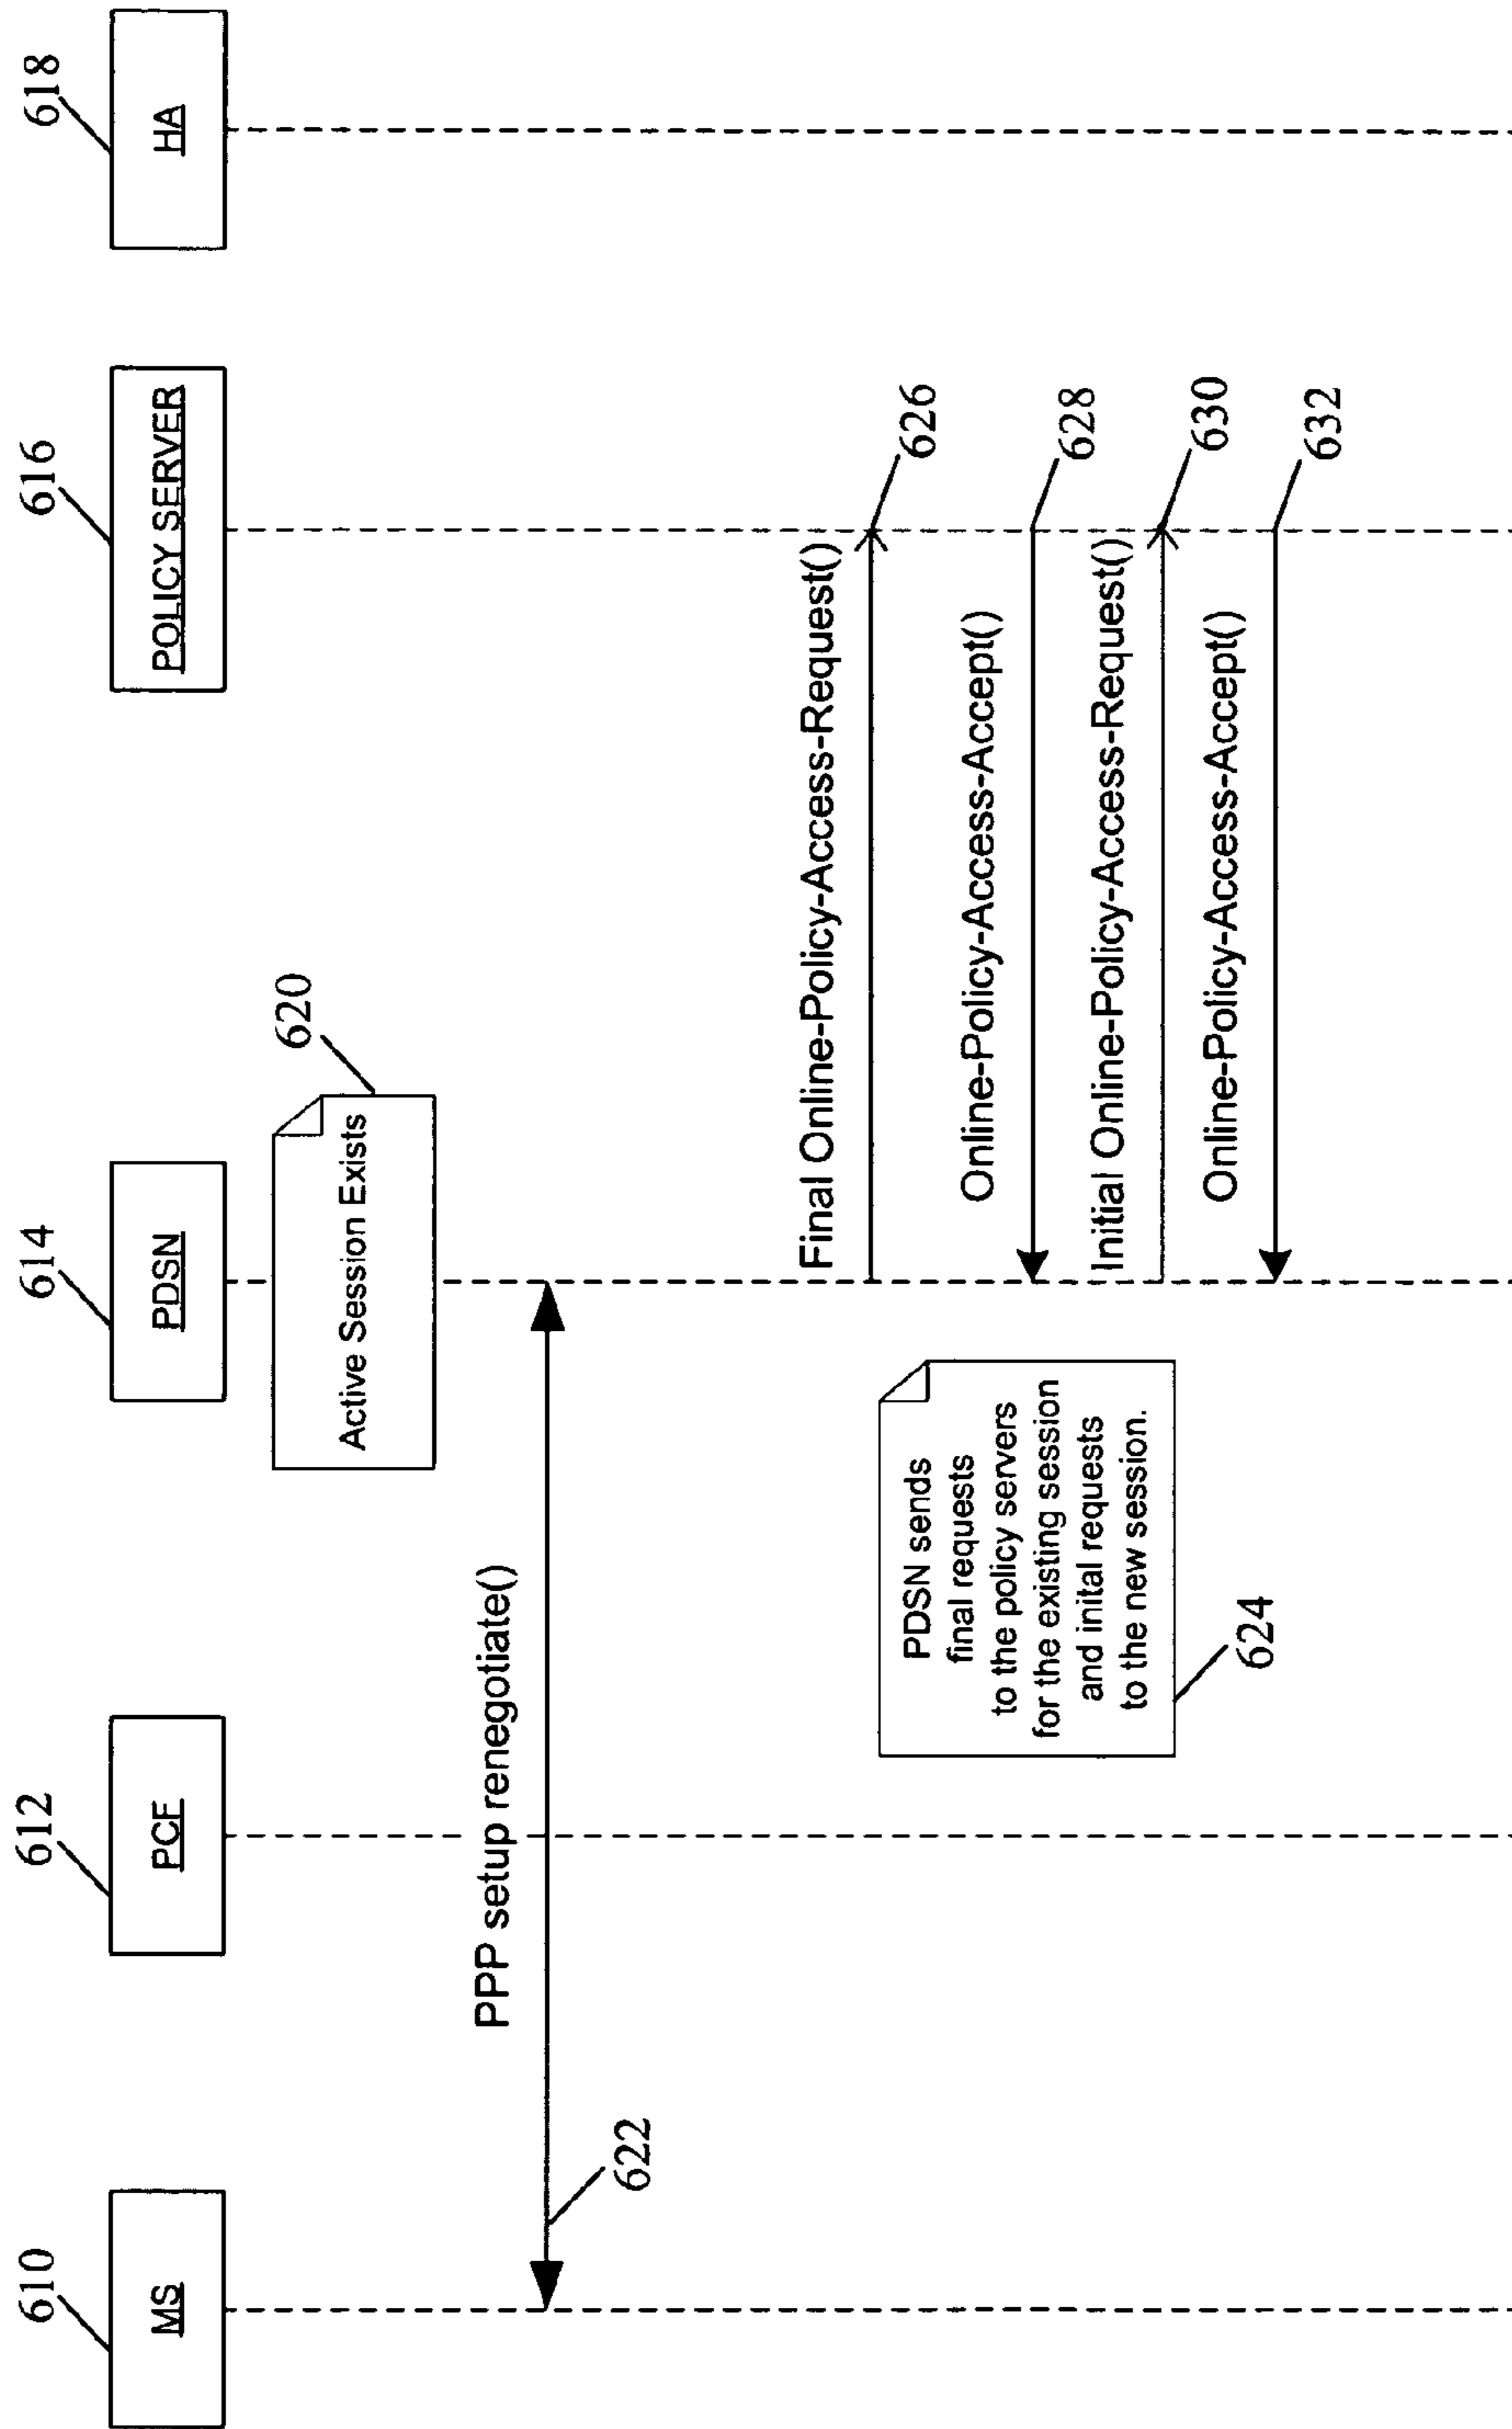 610
612
614
616
618
MS
PCF
PDSN
POLICY SERVER
HA
620
Active Session Exists
PPP setup renegotiate()
622
Final Online-Policy-Access-Request()
626
PDSN sends
final requests
to the policy servers
for the existing session
and inital requests
to the new session.
624
Online-Policy-Access-Accept()
628
Initial Online-Policy-Access-Request()
630
Online-Policy-Access-Accept()
632